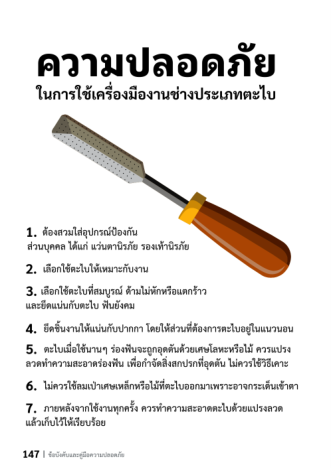 ความปลอดภัย
ในการใช้เครื่องมืองานช่างประเภทตะไบ
1. ต้องสวมใส่อุปกรณ์ป้องกัน
ส่วนบุคคล ได้แก่ แว่นตานิรภัย รองเท้านิรภัย
2. เลือกใช้ตะไบให้เหมาะกับงาน
3. เลือกใช้ตะไบที่สมบูรณ์ ด้ามไม่หักหรือแตกร้าว
และยึดแน่นกับตะไบ ฟันยังคม
4. ยึดชิ้นงานให้แน่นกับปากกา โดยให้ส่วนที่ต้องการตะไบอยู่ในแนวนอน
5. ตะไบเมื่อใช้นานๆ ร่องฟันจะถูกอุดตันด้วยเศษโลหะหรือไม้ ควรแปรง
ลวดทำความสะอาดร่องฟัน เพื่อกำจัดสิ่งสกปรกที่อุดตัน ไม่ควรใช้วิธีเคาะ
6. ไม่ควรใช้ลมเป่าเศษเหล็กหรือไม้ที่ตะไบออกมาเพราะอาจกระเด็นเข้าตา
7. ภายหลังจากใช้งานทุกครั้ง ควรทำความสะอาดตะไบด้วยแปรงลวด
แล้วเก็บไว้ให้เรียบร้อย
147 | ข้อบังคับและคู่มือความปลอดภัย